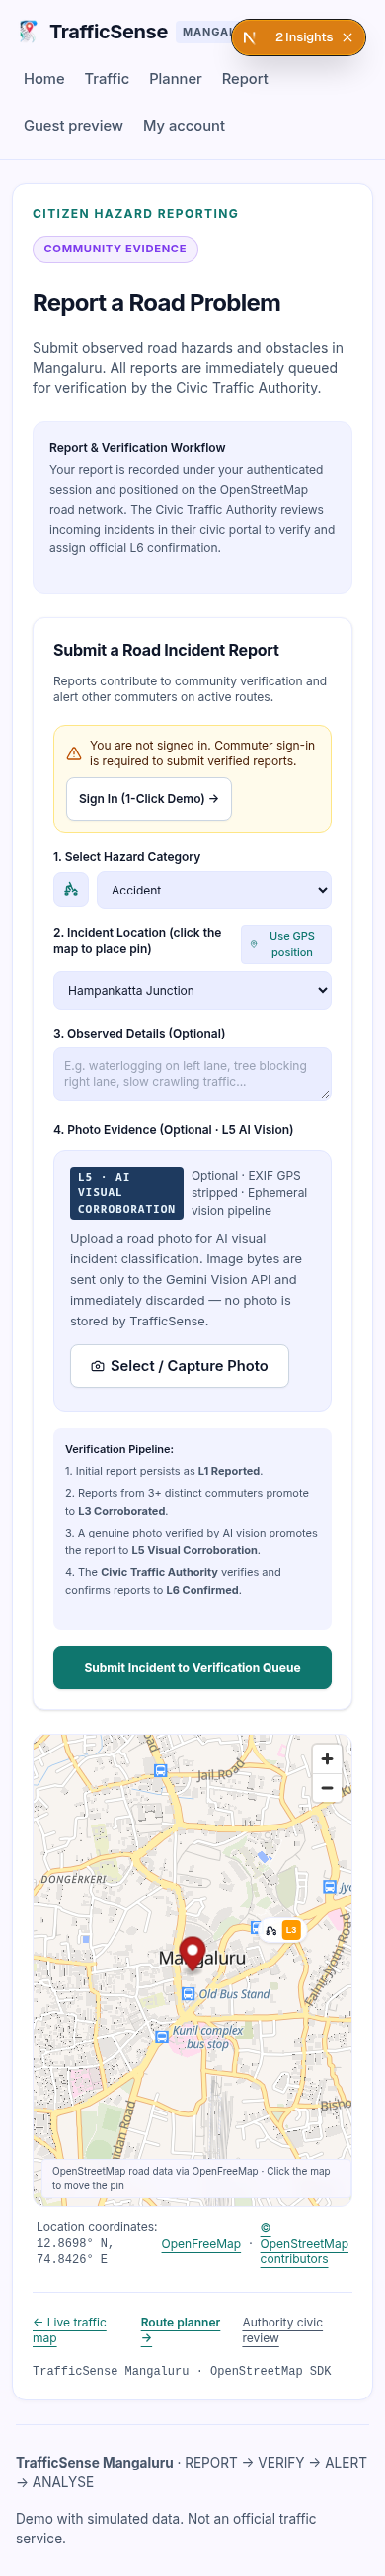 TrafficSense
2 Insights
Home Traffic Planner Report
Guest preview My account
CITIZEN HAZARD REPORTING
COMMUNITY EVIDENCE
Report a Road Problem
Submit observed road hazards and obstacles in
Mangaluru. All reports are immediately queued
for verification by the Civic Traffic Authority.
Report & Verification Workflow
Your report is recorded under your authenticated
session and positioned on the OpenStreetMap
road network. The Civic Traffic Authority reviews
incoming incidents in their civic portal to verify and
assign official L6 confirmation.
Submit a Road Incident Report
Reports contribute to community verification and
alert other commuters on active routes.
You are not signed in. Commuter sign-in
is required to submit verified reports.
Sign In (1-Click Demo) →
1. Select Hazard Category
Accident
2. Incident Location (click the
map to place pin)
Use GPS
position
Hampankatta Junction
3. Observed Details (Optional)
E.g. waterlogging on left lane, tree blocking
right lane, slow crawling traffic...
4. Photo Evidence (Optional · L5 AI Vision)
L5 · AI
VISUAL
CORROBORATION
Optional · EXIF GPS
stripped · Ephemeral
vision pipeline
Upload a road photo for AI visual
incident classification. Image bytes are
sent only to the Gemini Vision API and
immediately discarded — no photo is
stored by TrafficSense.
Select / Capture Photo
Verification Pipeline:
1. Initial report persists as L1 Reported.
2. Reports from 3+ distinct commuters promote
to L3 Corroborated.
3. A genuine photo verified by AI vision promotes
the report to L5 Visual Corroboration.
4. The Civic Traffic Authority verifies and
confirms reports to L6 Confirmed.
Submit Incident to Verification Queue
Jail Road
DONGERKERI
L3
Old Bus Stand
Kunil complex
bus stop
OpenStreetMap road data via OpenFreeMap · Click the map
to move the pin
Location coordinates:
12.8698° N,
74.8426° E
OpenFreeMap ·
©
OpenStreetMap
contributors
← Live traffic
map
Route planner
→
Authority civic
review
TrafficSense Mangaluru · OpenStreetMap SDK
TrafficSense Mangaluru · REPORT → VERIFY → ALERT
→ ANALYSE
Demo with simulated data. Not an official traffic
service.